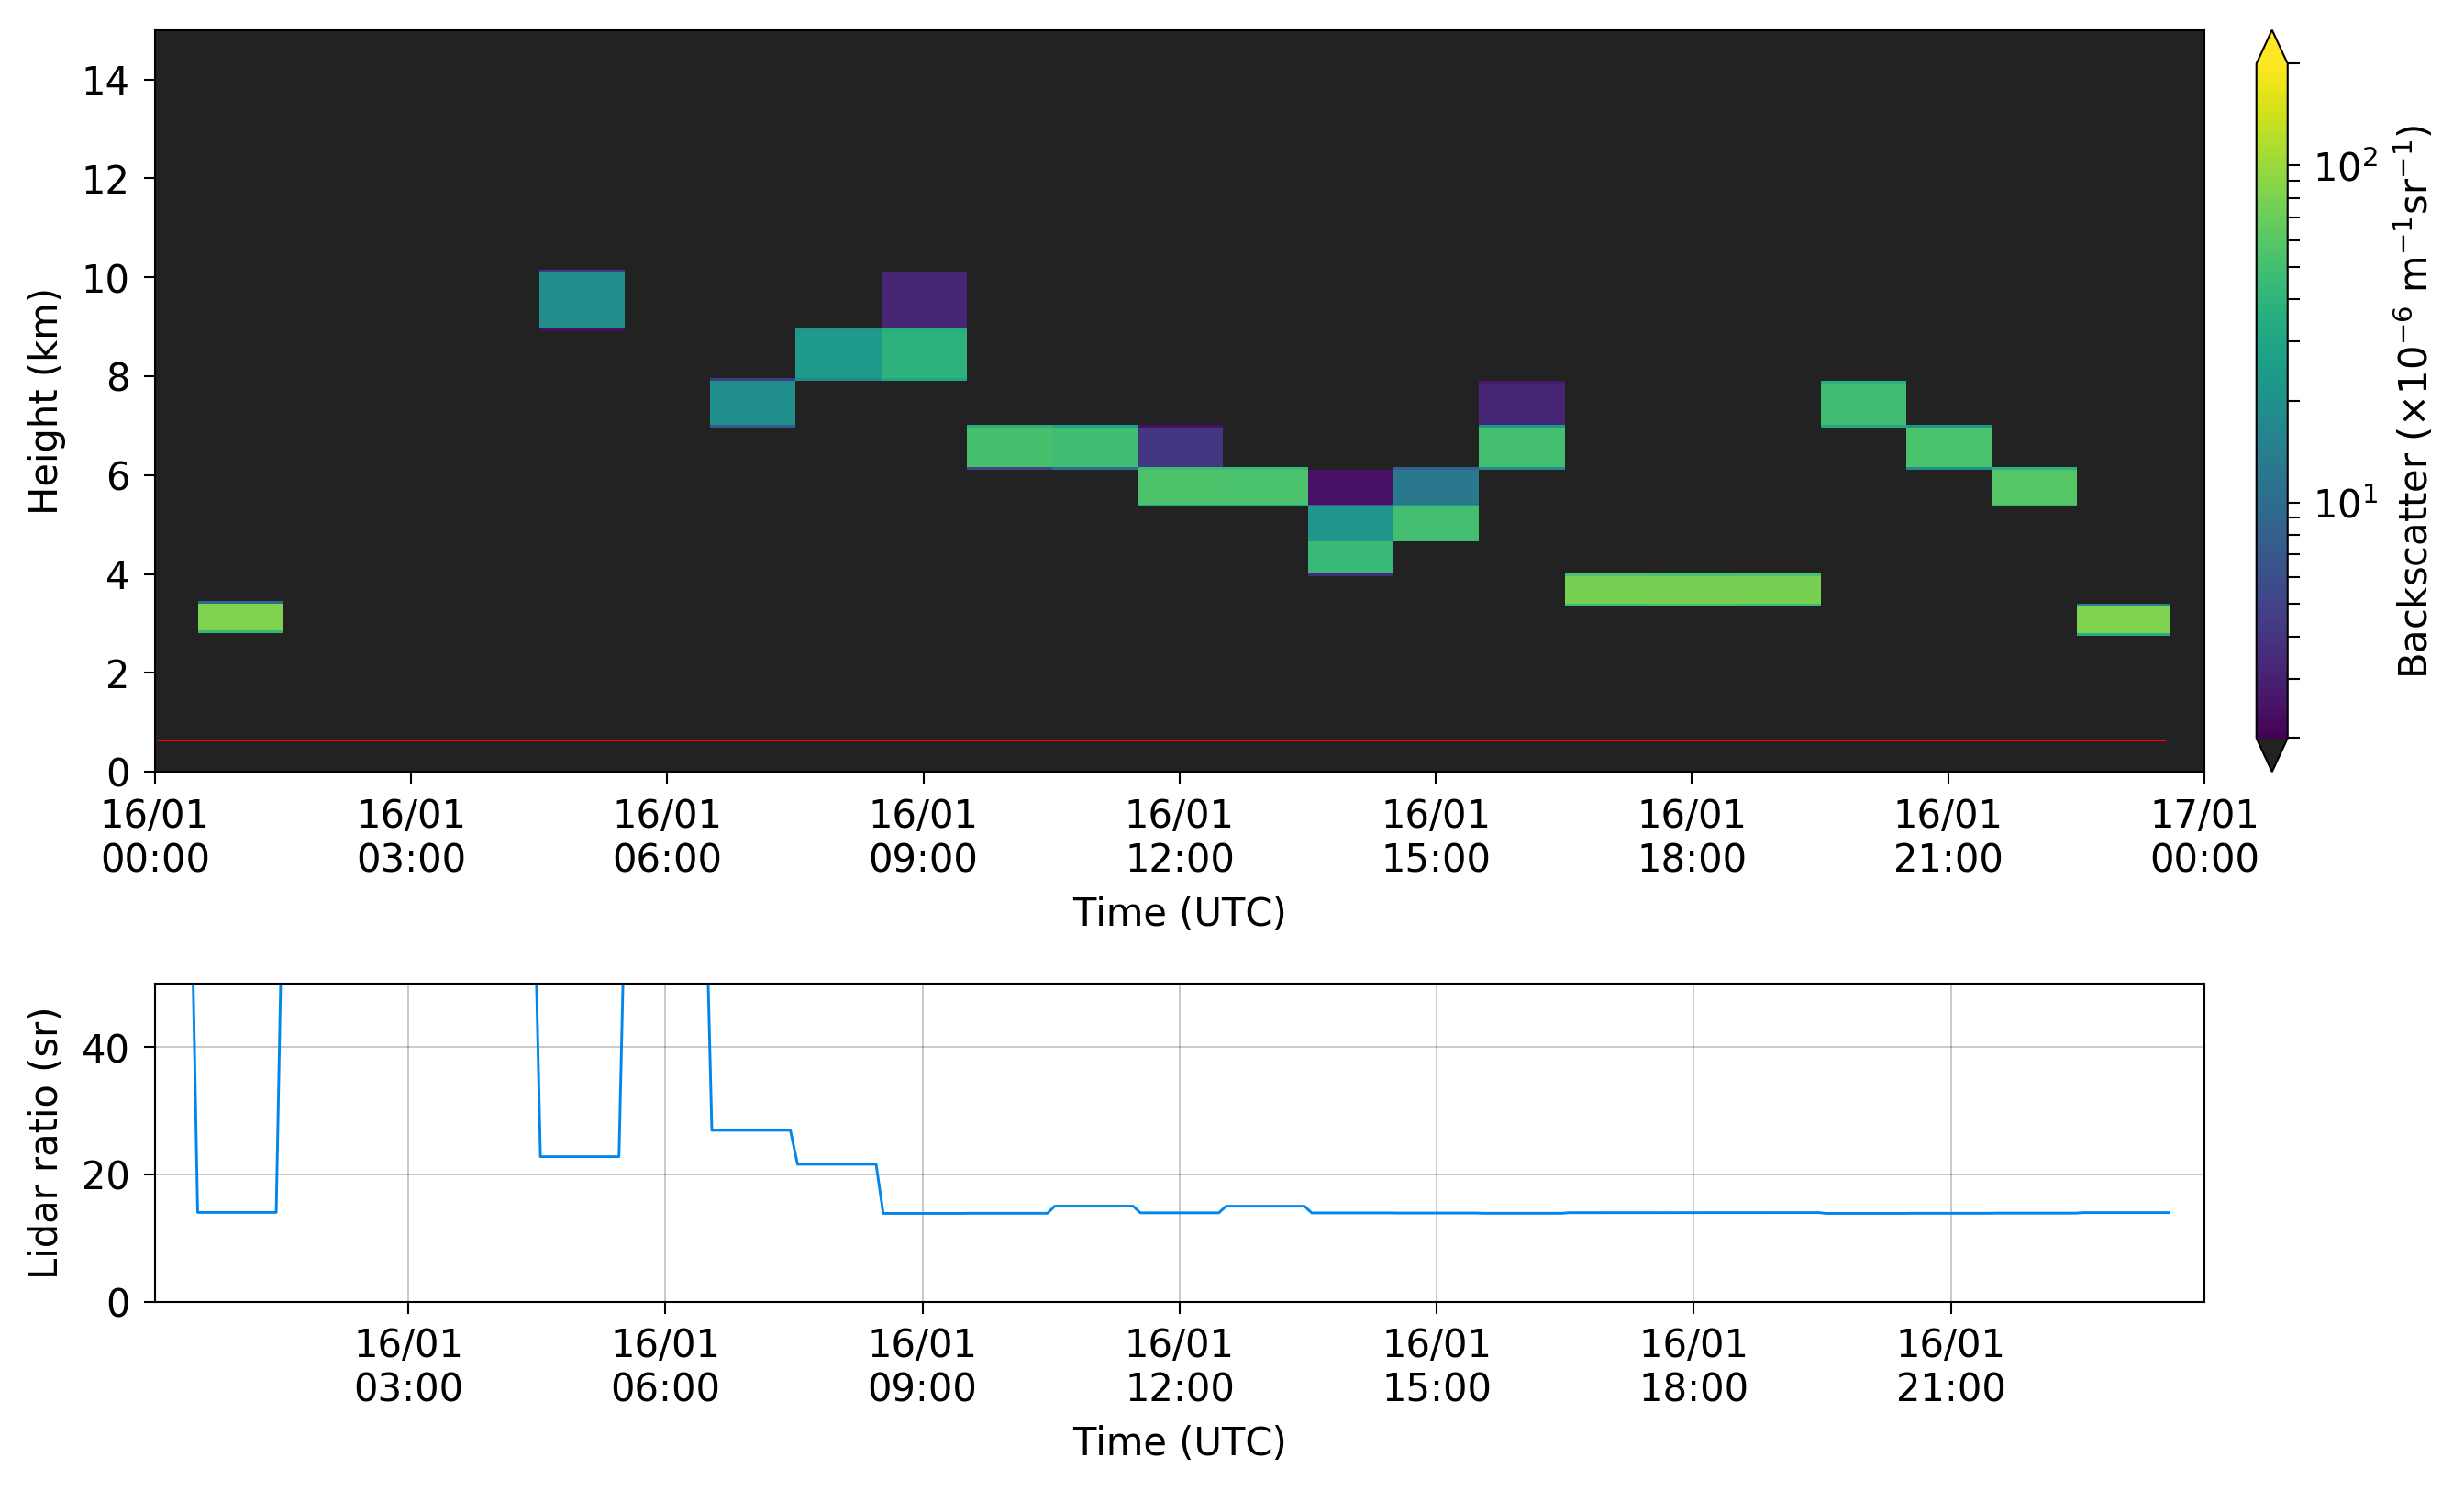 14
12
10
8
6
4
2
0
Height (km)
16/01 16/01 16/01 16/01 16/01 16/01 16/01 16/01 17/01
00:00 03:00 06:00 09:00 12:00 15:00 18:00 21:00 00:00
Time (UTC)
10²
10¹
Backscatter (×10⁻⁶ m⁻¹sr⁻¹)
40
20
0
Lidar ratio (sr)
16/01 16/01 16/01 16/01 16/01 16/01 16/01
03:00 06:00 09:00 12:00 15:00 18:00 21:00
Time (UTC)